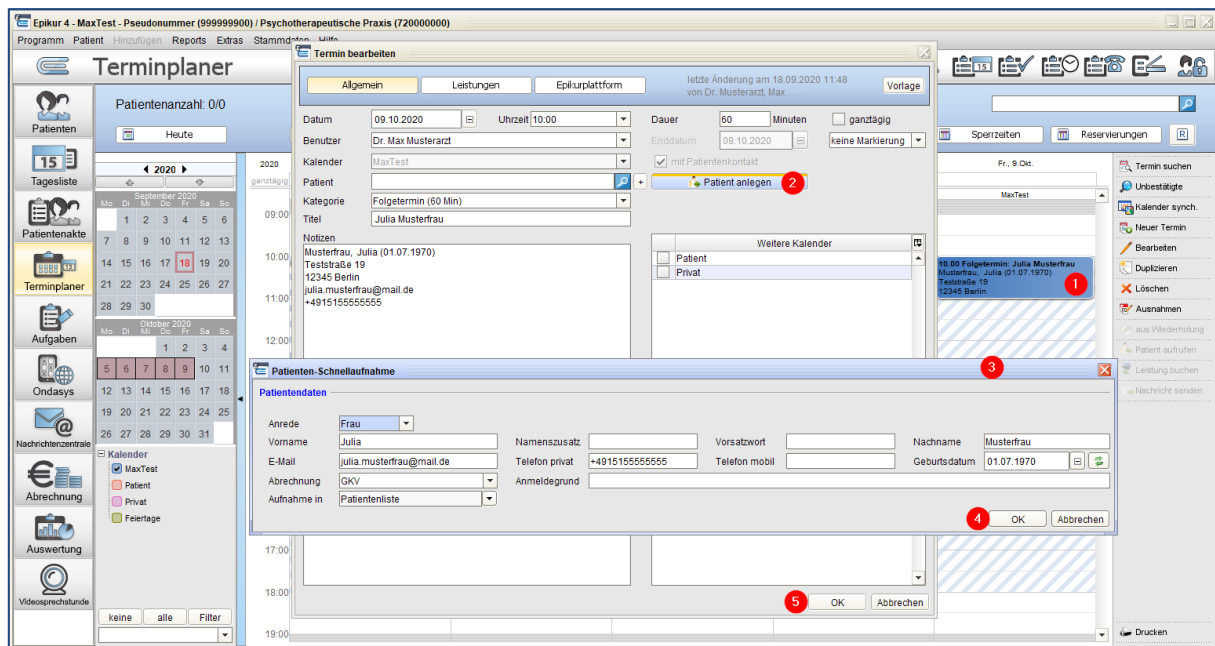 Epikur 4 - MaxTest - Pseudonummer (999999900) / Psychotherapeutische Praxis (720000000)
Programm Patient Hinzufügen Reports Extras Stammdaten Hilfe
Terminplaner
Patientenanzahl: 0/0
Heute
Sperrzeiten
Reservierungen
R
Patienten
15
Tagesliste
Patientenakte
Terminplaner
Aufgaben
Ondasys
Nachrichtenzentrale
Abrechnung
Auswertung
Videosprechstunde
2020
September 2020
Mo Di Mi Do Fr Sa So
1 2 3 4 5 6
7 8 9 10 11 12 13
14 15 16 17 18 19 20
21 22 23 24 25 26 27
28 29 30
Oktober 2020
Mo Di Mi Do Fr Sa So
1 2 3 4
5 6 7 8 9 10 11
12 13 14 15 16 17 18
19 20 21 22 23 24 25
26 27 28 29 30 31
Kalender
MaxTest
Patient
Privat
Feiertage
keine alle Filter
2020
ganztägig
09:00
10:00
11:00
12:00
17:00
18:00
19:00
Termin bearbeiten
Allgemein Leistungen Epikurplattform
letzte Änderung am 18.09.2020 11:48
von Dr. Musterarzt, Max
Vorlage
Datum 09.10.2020 Uhrzeit 10:00 Dauer 60 Minuten ganztägig
Benutzer Dr. Max Musterarzt Enddatum 09.10.2020 keine Markierung
Kalender MaxTest mit Patientenkontakt
Patient + Patient anlegen 2
Kategorie Folgetermin (60 Min)
Titel Julia Musterfrau
Notizen
Musterfrau, Julia (01.07.1970)
Teststraße 19
12345 Berlin
julia.musterfrau@mail.de
+4915155555555
Weitere Kalender
Patient
Privat
Fr., 9.Okt.
MaxTest
10.00 Folgetermin: Julia Musterfrau
Musterfrau, Julia (01.07.1970)
Teststraße 19
12345 Berlin
1
Termin suchen
Unbestätigte
Kalender synch.
Neuer Termin
Bearbeiten
Duplizieren
Löschen
Ausnahmen
aus Wiederholung
Patient aufrufen
Leistung buchen
Nachricht senden
Drucken
Patienten-Schnellaufnahme 3
Patientendaten
Anrede Frau
Vorname Julia Namenszusatz Vorsatzwort Nachname Musterfrau
E-Mail julia.musterfrau@mail.de Telefon privat +4915155555555 Telefon mobil Geburtsdatum 01.07.1970
Abrechnung GKV Anmeldegrund
Aufnahme in Patientenliste
4 OK Abbrechen
5 OK Abbrechen